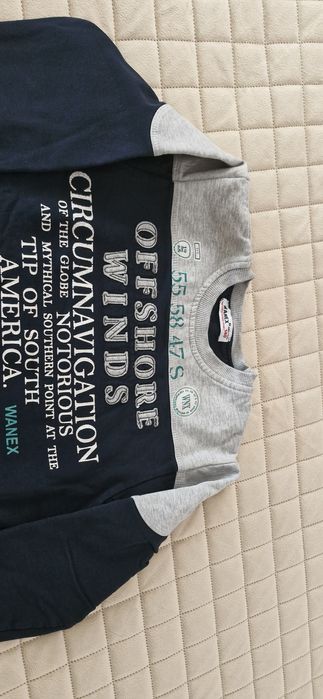 55 58 47 S
WNX
OFFSHORE
WINDS
CIRCUMNAVIGATION
OF THE GLOBE NOTORIOUS
AND MYTHICAL SOUTHERN POINT AT THE
TIP OF SOUTH
AMERICA. WANEX